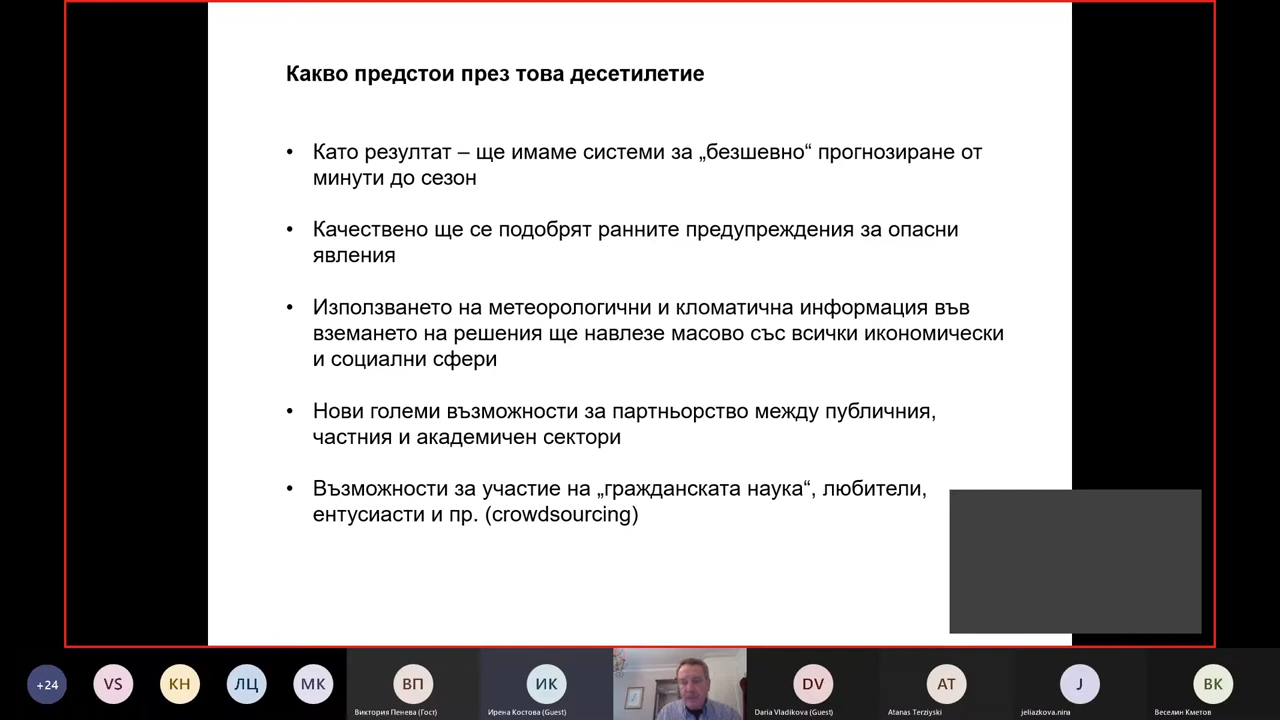 Какво предстои през това десетилетие
• Като резултат – ще имаме системи за „безшевно“ прогнозиране от
минути до сезон
• Качествено ще се подобрят ранните предупреждения за опасни
явления
• Използването на метеорологични и кломатична информация във
вземането на решения ще навлезе масово със всички икономически
и социални сфери
• Нови големи възможности за партньорство между публичния,
частния и академичен сектори
• Възможности за участие на „гражданската наука“, любители,
ентусиасти и пр. (crowdsourcing)
+24 VS КН ЛЦ МК ВП ИК DV AT J ВК
Виктория Пенева (Гост) Ирена Костова (Guest) Daria Vladikova (Guest) Atanas Terziyski jeliazkova.nina Веселин Кметов